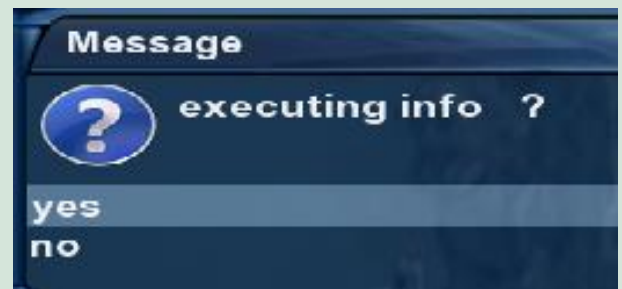 Message
executing info ?
yes
no